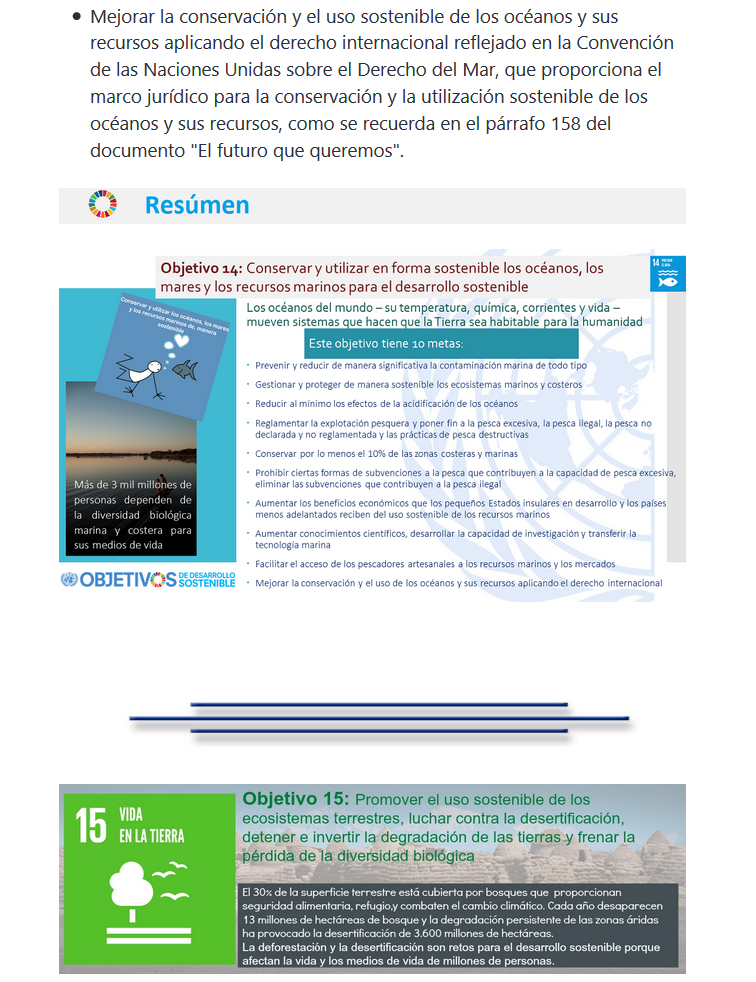 Mejorar la conservación y el uso sostenible de los océanos y sus
recursos aplicando el derecho internacional reflejado en la Convención
de las Naciones Unidas sobre el Derecho del Mar, que proporciona el
marco jurídico para la conservación y la utilización sostenible de los
océanos y sus recursos, como se recuerda en el párrafo 158 del
documento "El futuro que queremos".
Resúmen
Objetivo 14: Conservar y utilizar en forma sostenible los océanos, los
mares y los recursos marinos para el desarrollo sostenible
14
Conservar y utilizar los océanos, los mares
y los recursos marinos de, manera
sostenible
Los océanos del mundo – su temperatura, química, corrientes y vida –
mueven sistemas que hacen que la Tierra sea habitable para la humanidad
Este objetivo tiene 10 metas:
• Prevenir y reducir de manera significativa la contaminación marina de todo tipo
• Gestionar y proteger de manera sostenible los ecosistemas marinos y costeros
• Reducir al mínimo los efectos de la acidificación de los océanos
• Reglamentar la explotación pesquera y poner fin a la pesca excesiva, la pesca ilegal, la pesca no
declarada y no reglamentada y las prácticas de pesca destructivas
• Conservar por lo menos el 10% de las zonas costeras y marinas
• Prohibir ciertas formas de subvenciones a la pesca que contribuyen a la capacidad de pesca excesiva,
eliminar las subvenciones que contribuyen a la pesca ilegal
• Aumentar los beneficios económicos que los pequeños Estados insulares en desarrollo y los países
menos adelantados reciben del uso sostenible de los recursos marinos
• Aumentar conocimientos científicos, desarrollar la capacidad de investigación y transferir la
tecnología marina
• Facilitar el acceso de los pescadores artesanales a los recursos marinos y los mercados
• Mejorar la conservación y el uso de los océanos y sus recursos aplicando el derecho internacional
Más de 3 mil millones de
personas dependen de
la diversidad biológica
marina y costera para
sus medios de vida
OBJETIVOS DE DESARROLLO
SOSTENIBLE
15 VIDA
EN LA TIERRA
Objetivo 15: Promover el uso sostenible de los
ecosistemas terrestres, luchar contra la desertificación,
detener e invertir la degradación de las tierras y frenar la
pérdida de la diversidad biológica
El 30% de la superficie terrestre está cubierta por bosques que proporcionan
seguridad alimentaria, refugio,y combaten el cambio climático. Cada año desaparecen
13 millones de hectáreas de bosque y la degradación persistente de las zonas áridas
ha provocado la desertificación de 3.600 millones de hectáreas.
La deforestación y la desertificación son retos para el desarrollo sostenible porque
afectan la vida y los medios de vida de millones de personas.